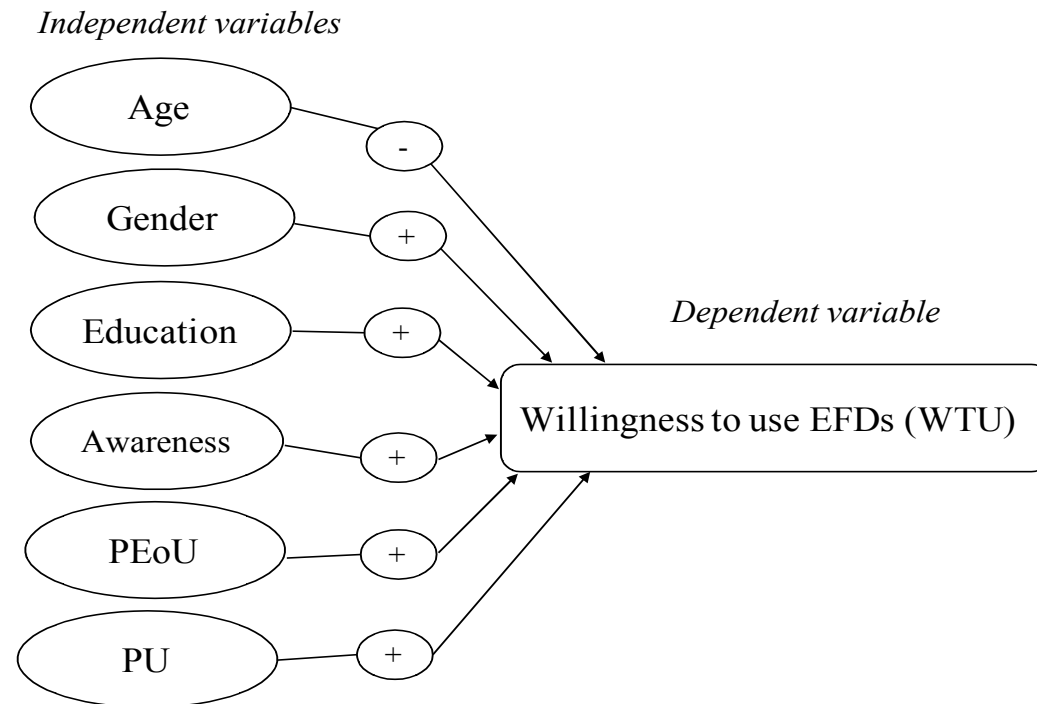 Independent variables
Age
-
Gender
+
Education
+
Dependent variable
Willingness to use EFDs (WTU)
Awareness
+
PEoU
+
PU
+